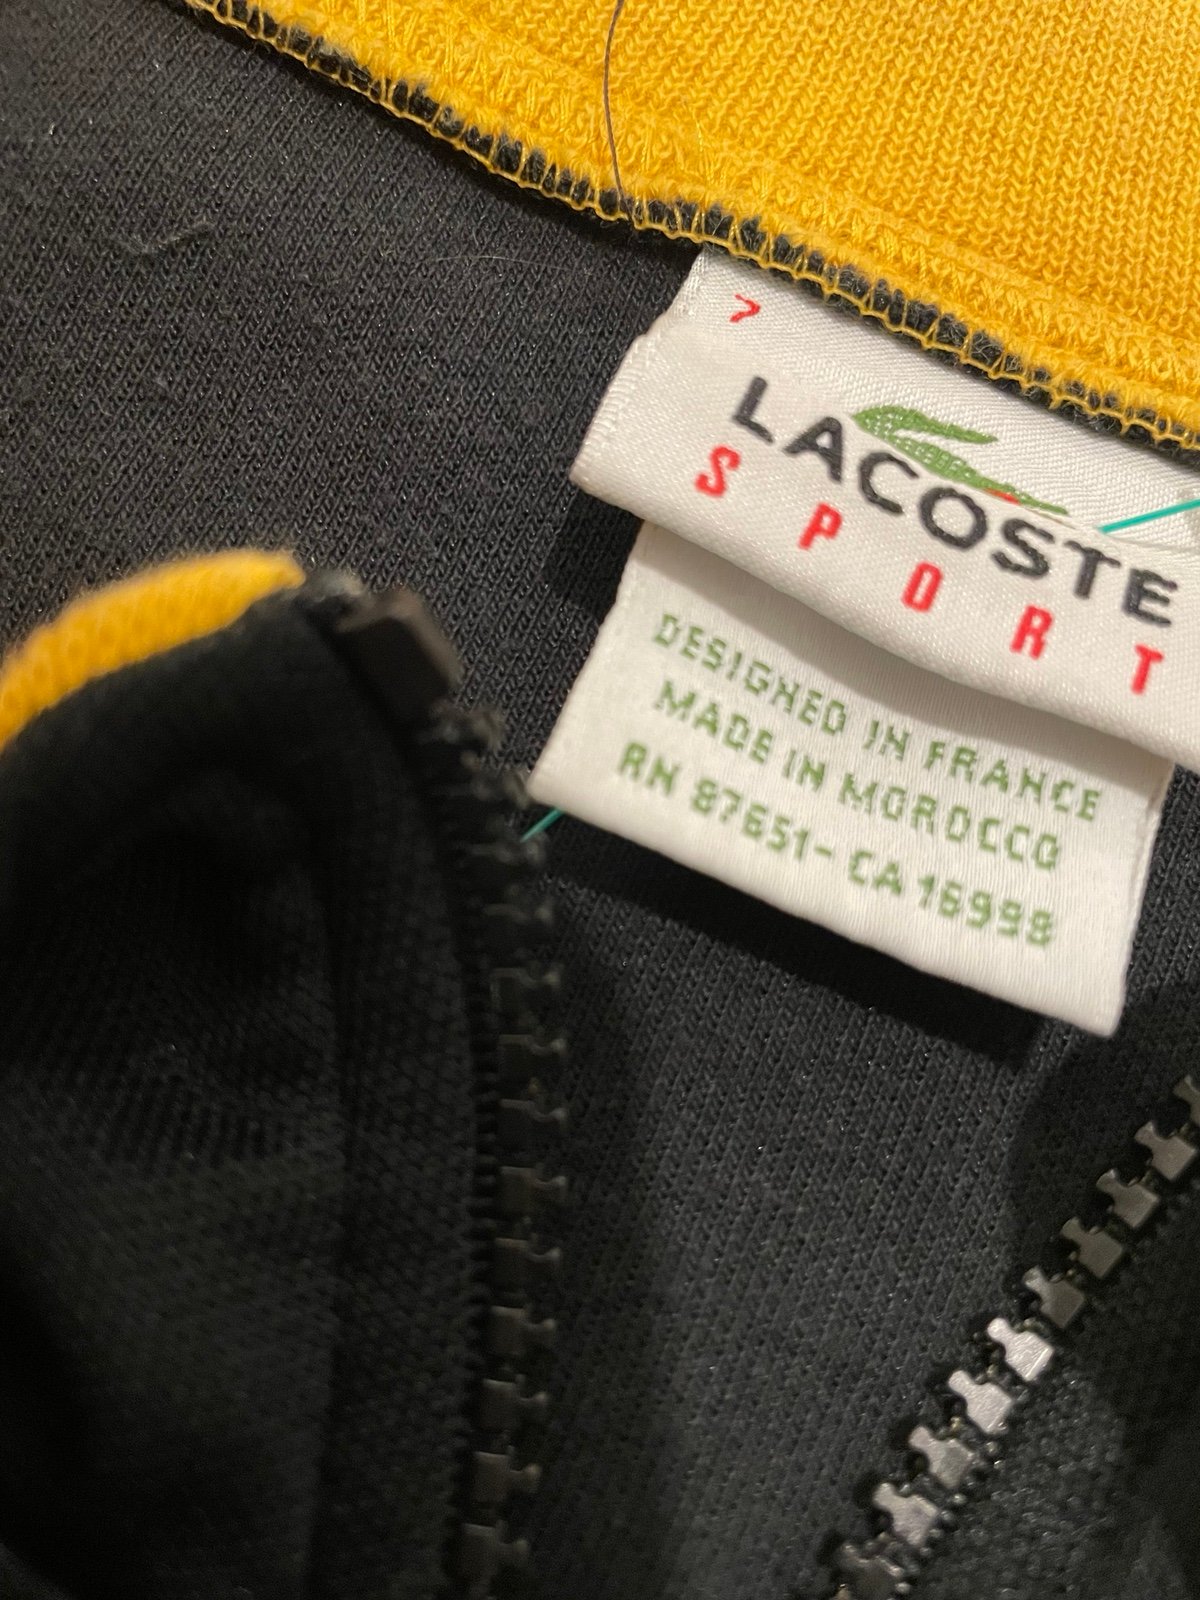 7
LACOSTE
SPORT
DESIGNED IN FRANCE
MADE IN MOROCCO
RN 87651- CA 16998